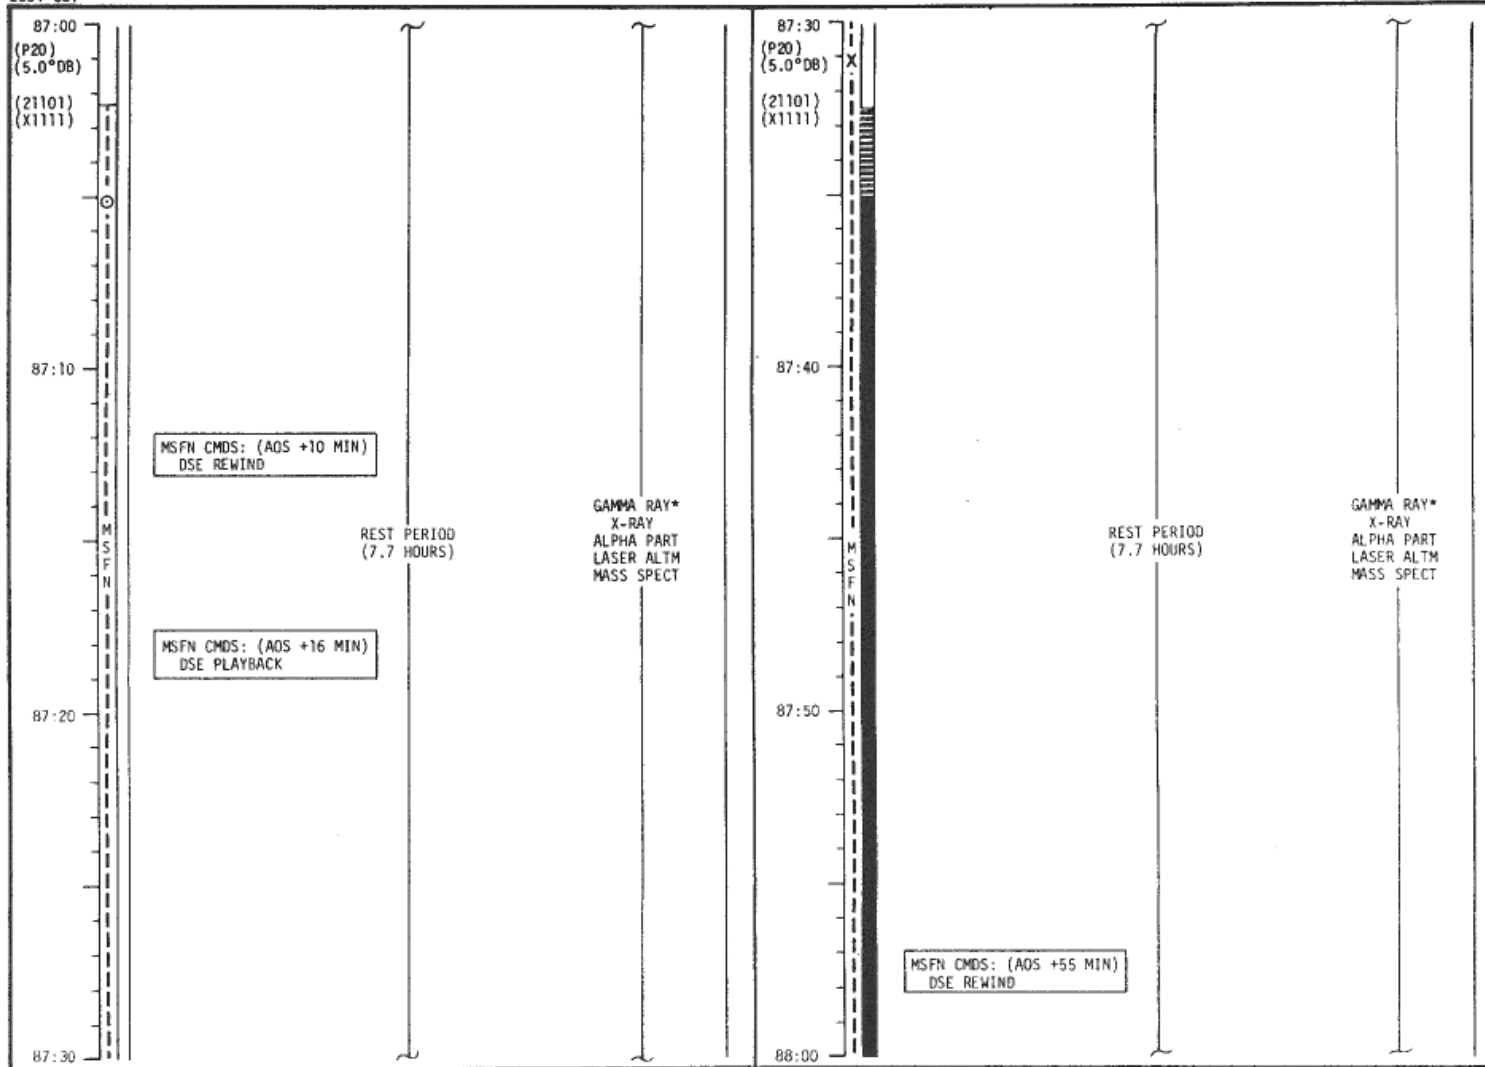 87:00
(P20)
(5.0°DB)
(21101)
(X1111)
87:10
MSFN CMDS: (AOS +10 MIN)
DSE REWIND
MSFN
REST PERIOD
(7.7 HOURS)
GAMMA RAY*
X-RAY
ALPHA PART
LASER ALTM
MASS SPECT
MSFN CMDS: (AOS +16 MIN)
DSE PLAYBACK
87:20
87:30
87:30
(P20)
(5.0°DB)
X
(21101)
(X1111)
87:40
MSFN
REST PERIOD
(7.7 HOURS)
GAMMA RAY*
X-RAY
ALPHA PART
LASER ALTM
MASS SPECT
87:50
MSFN CMDS: (AOS +55 MIN)
DSE REWIND
88:00